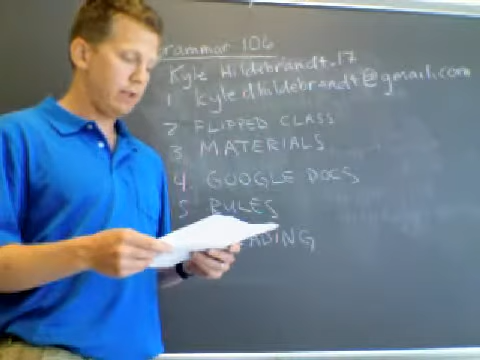 rammar 106
Kyle Hildebrandt.17
1 kyledhildebrandt@gmail.com
2 FLIPPED CLASS
3 MATERIALS
4. GOOGLE DOCS
5 RULES
ADING